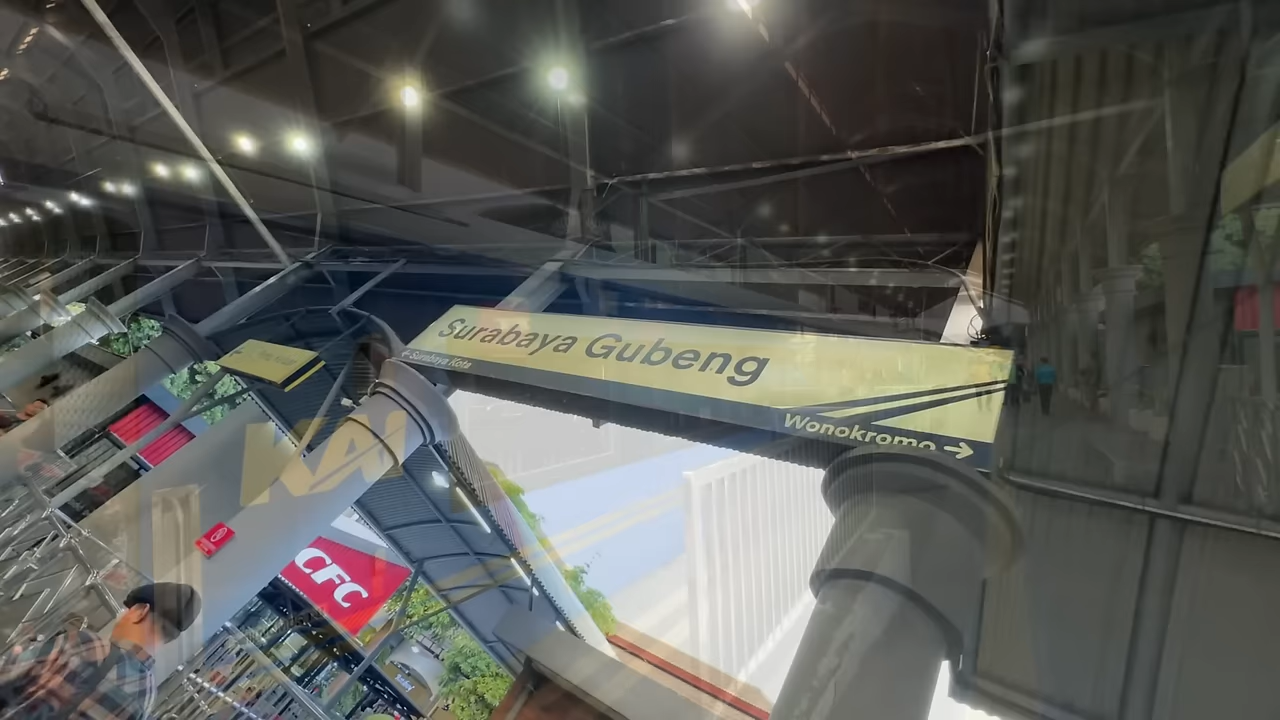 Surabaya Gubeng
← Surabaya Kota
Wonokromo →
KAI
CFC